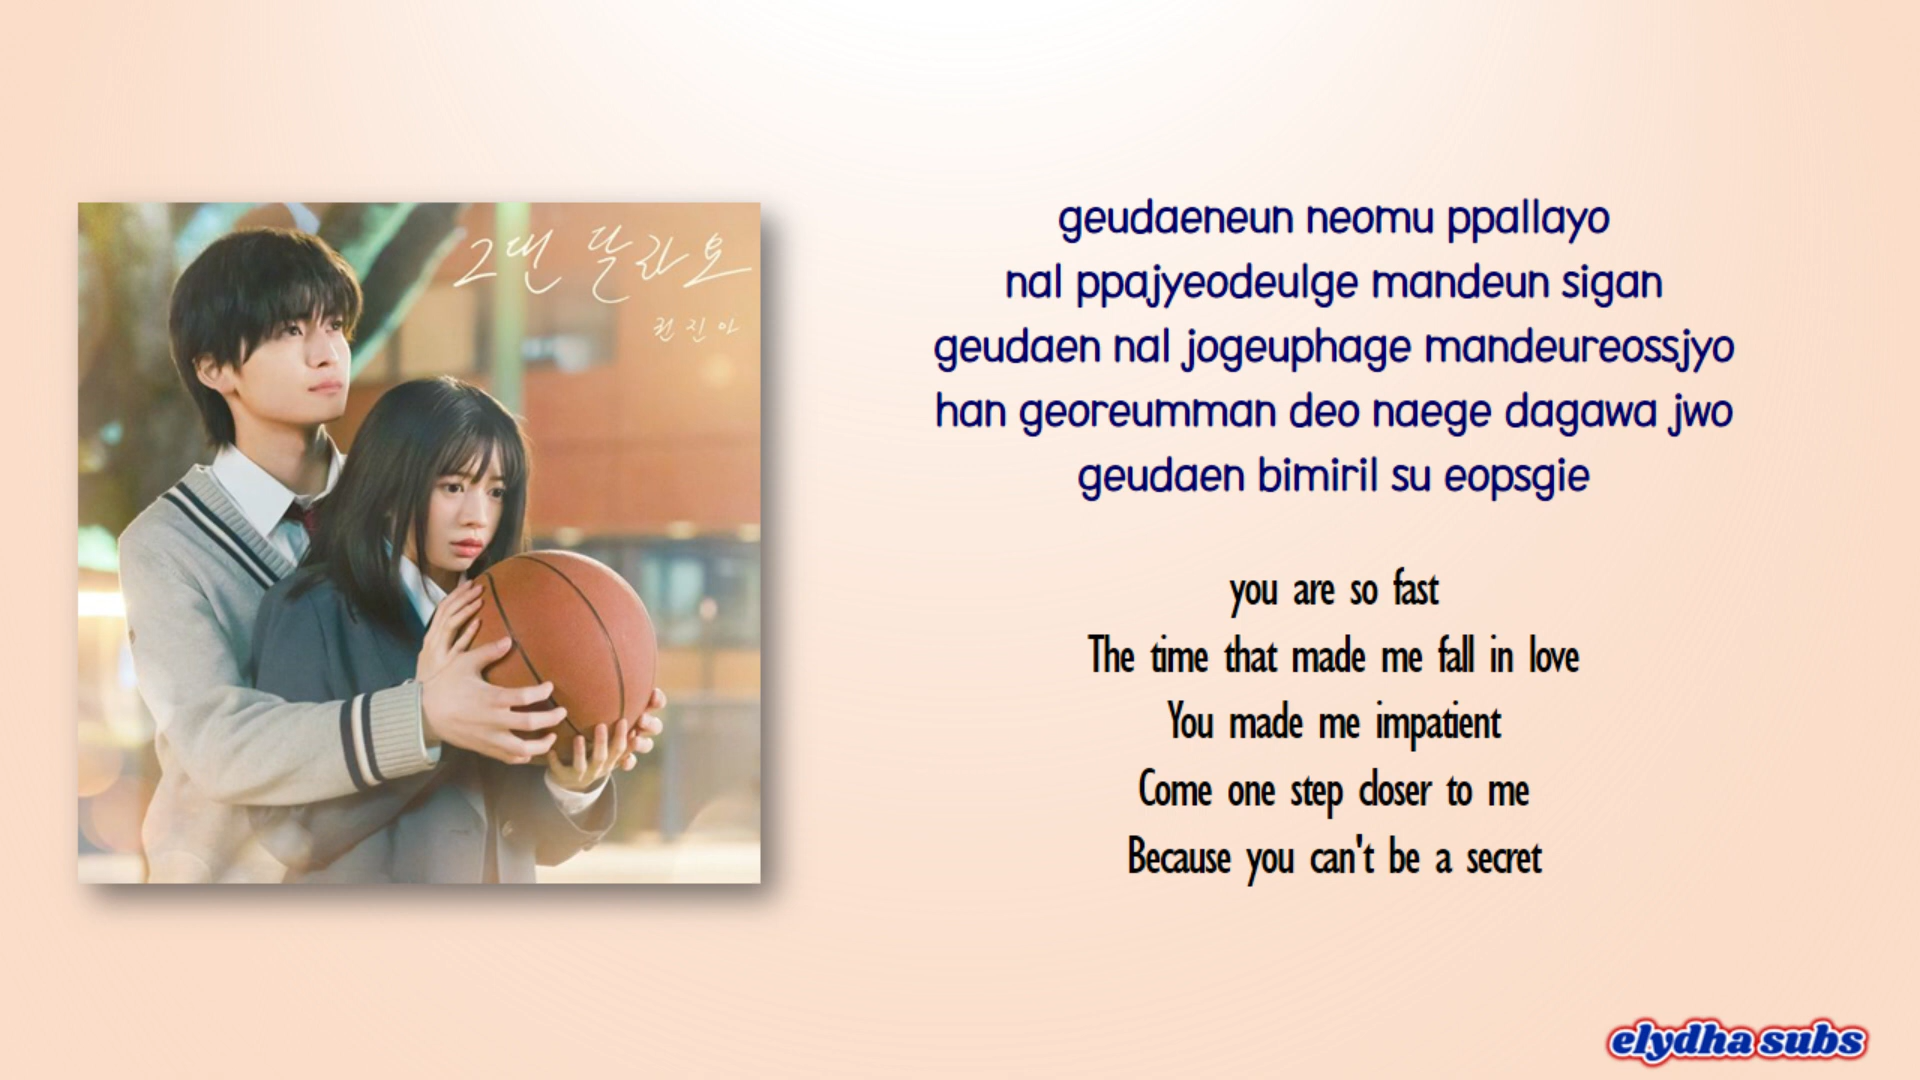 그댄 달라요
권진아
geudaeneun neomu ppallayo
nal ppajyeodeulge mandeun sigan
geudaen nal jogeuphage mandeureossjyo
han georeumman deo naege dagawa jwo
geudaen bimiril su eopsgie
you are so fast
The time that made me fall in love
You made me impatient
Come one step closer to me
Because you can't be a secret
elydha subs